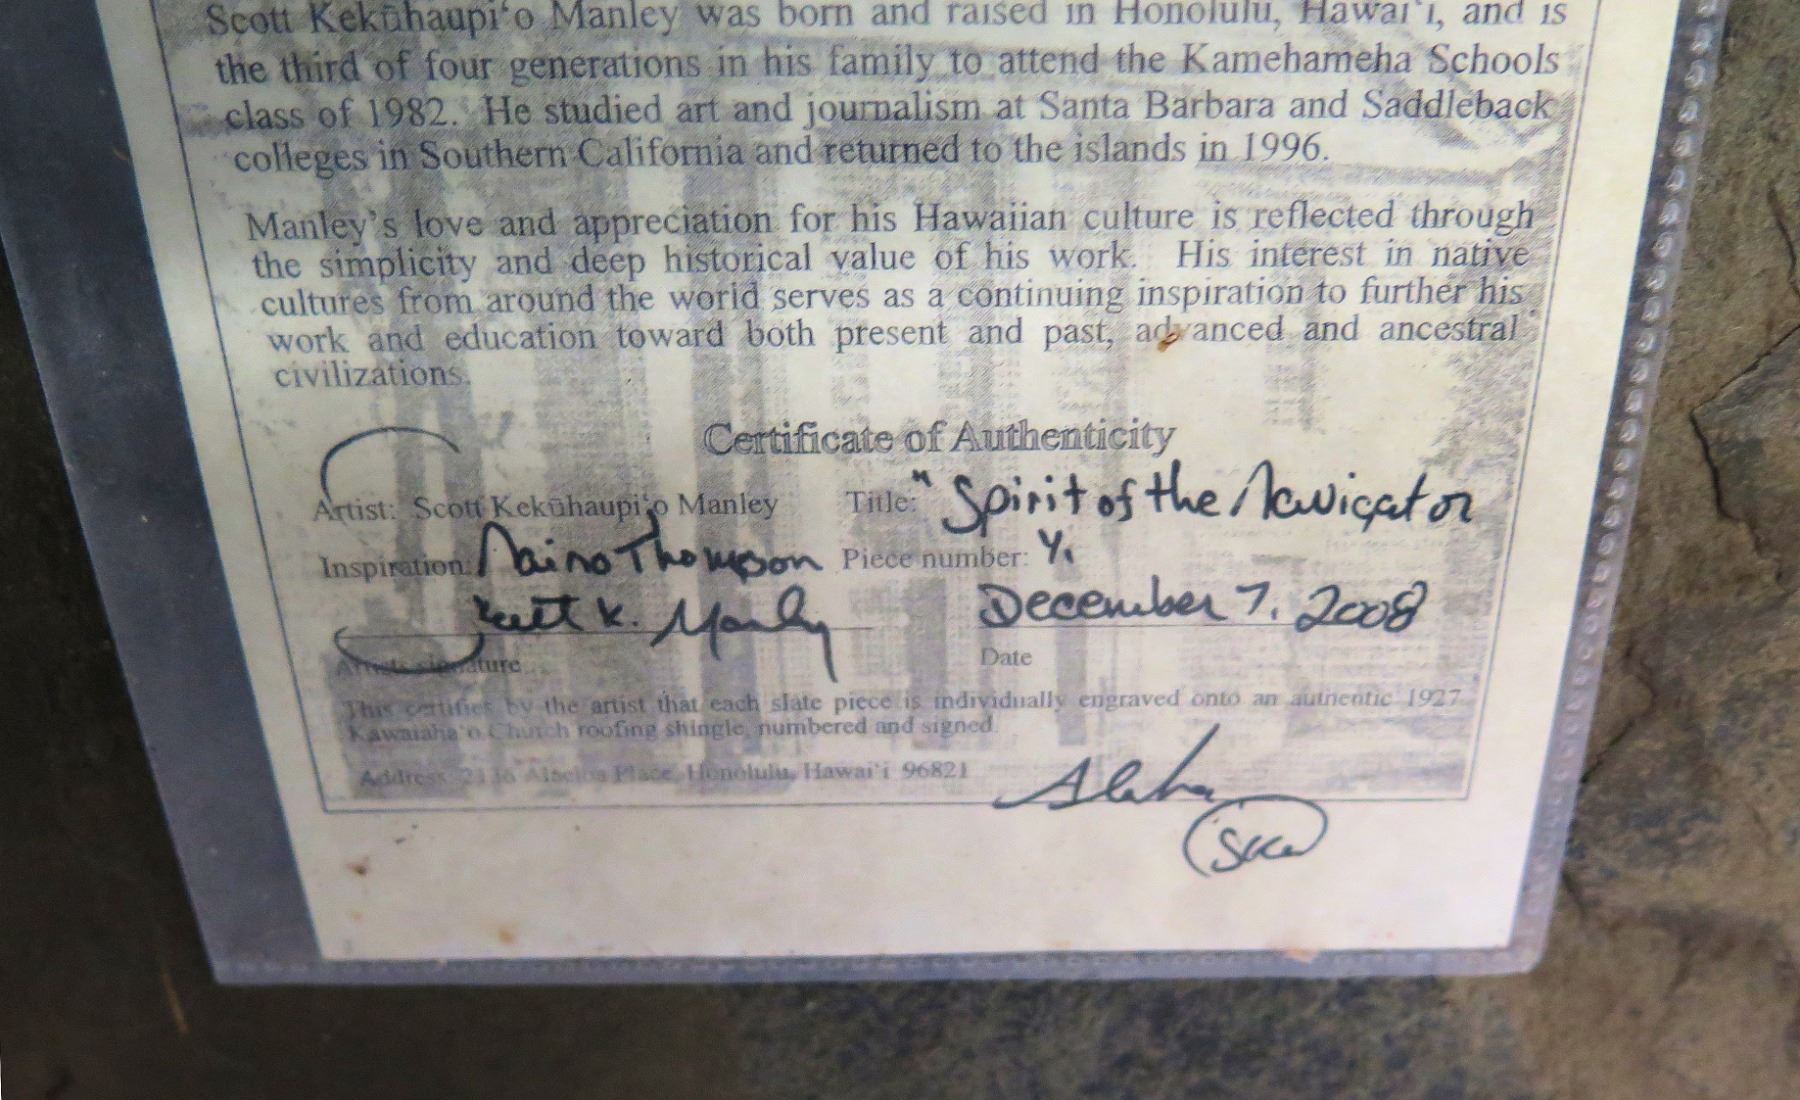 Scott Kekūhaupiʻo Manley was born and raised in Honolulu, Hawaiʻi, and is
the third of four generations in his family to attend the Kamehameha Schools
class of 1982. He studied art and journalism at Santa Barbara and Saddleback
colleges in Southern California and returned to the islands in 1996.
Manley's love and appreciation for his Hawaiian culture is reflected through
the simplicity and deep historical value of his work. His interest in native
cultures from around the world serves as a continuing inspiration to further his
work and education toward both present and past, advanced and ancestral
civilizations.
Certificate of Authenticity
Artist: Scott Kekūhaupiʻo Manley Title: "Spirit of the Navigator
Inspiration: Naino Thompson Piece number: 1/1
Scott K. Manley December 7, 2008
Artists signature Date
This certifies by the artist that each slate piece is individually engraved onto an authentic 1927
Kawaiahaʻo Church roofing shingle, numbered and signed.
Address: Place, Honolulu, Hawaiʻi 96821
Aloha